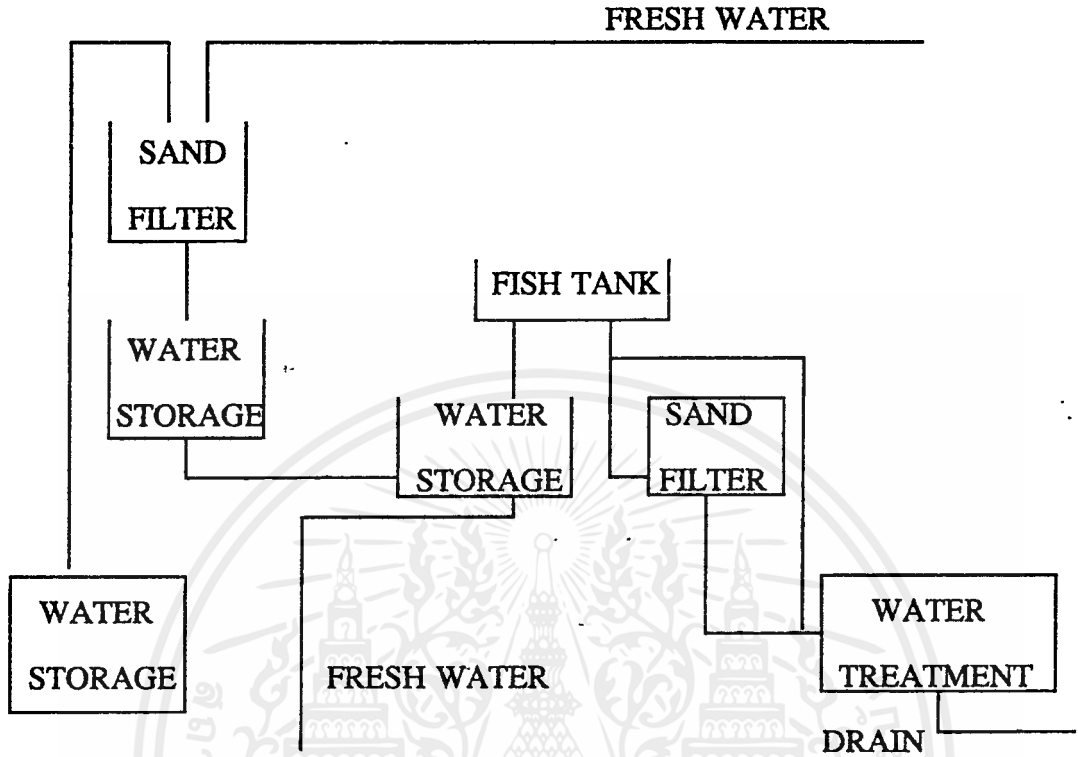 FRESH WATER
SAND
FILTER
FISH TANK
WATER
STORAGE
WATER
STORAGE
SAND
FILTER
WATER
STORAGE
FRESH WATER
WATER
TREATMENT
DRAIN